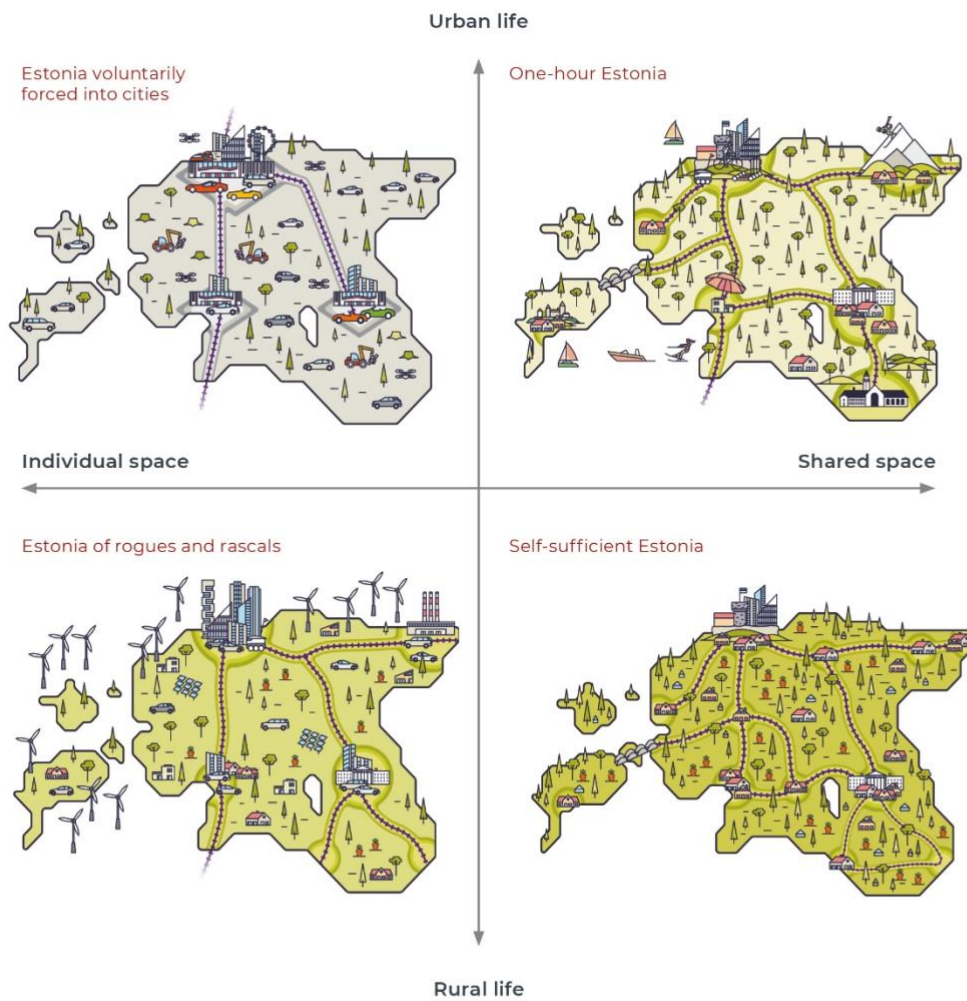 Urban life
Estonia voluntarily
forced into cities
One-hour Estonia
Individual space
Shared space
Estonia of rogues and rascals
Self-sufficient Estonia
Rural life